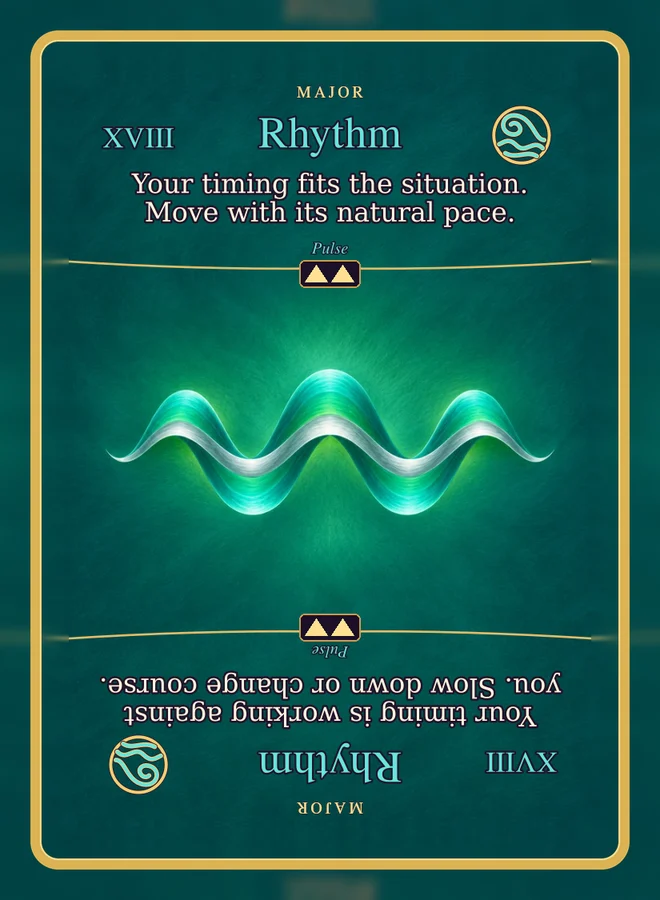 MAJOR
XVIII Rhythm
Your timing fits the situation.
Move with its natural pace.
Pulse
Pulse
you. Slow down or change course.
Your timing is working against
Rhythm XVIII
MAJOR